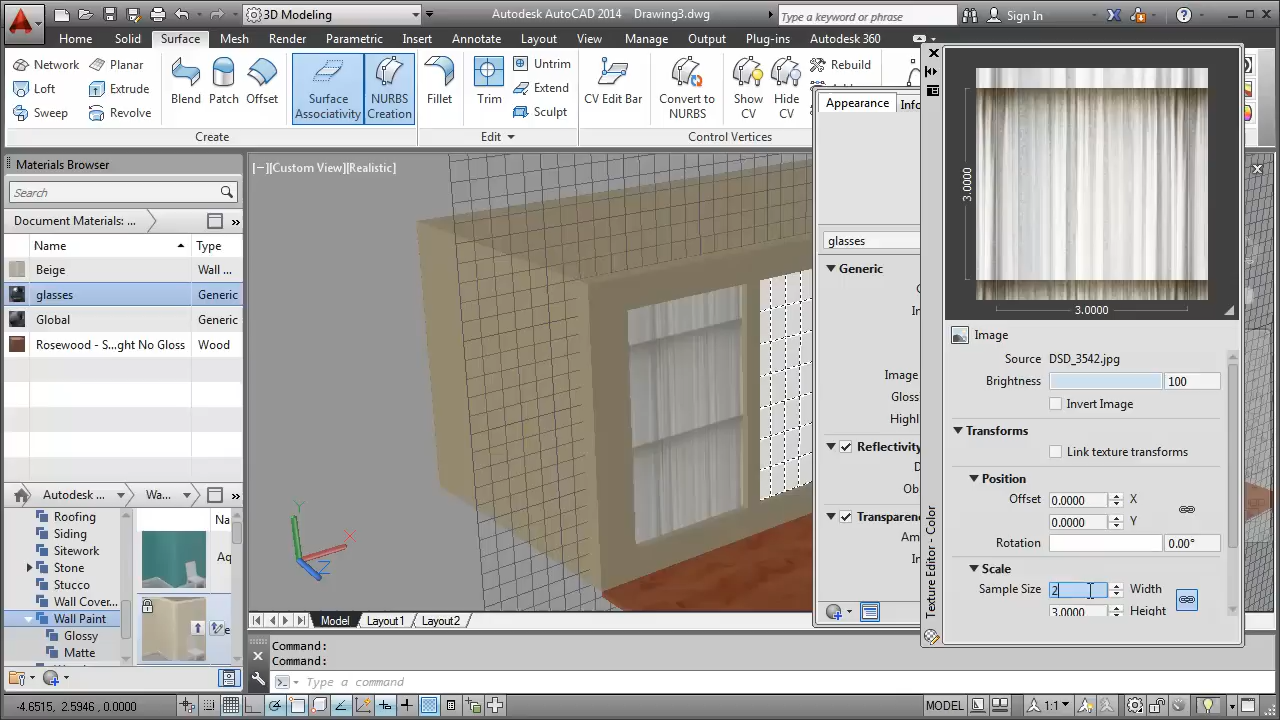 3D Modeling
Autodesk AutoCAD 2014 Drawing3.dwg
Type a keyword or phrase
Sign In
Home Solid Surface Mesh Render Parametric Insert Annotate Layout View Manage Output Plug-ins Autodesk 360
Network Planar
Loft Extrude
Sweep Revolve
Blend Patch Offset
Surface Associativity
NURBS Creation
Fillet
Trim
Untrim
Extend
Sculpt
CV Edit Bar
Convert to NURBS
Show CV
Hide CV
Rebuild
Create
Edit
Control Vertices
Materials Browser
Search
Document Materials: ...
Name Type
Beige Wall ...
glasses Generic
Global Generic
Rosewood - S...ght No Gloss Wood
Autodesk ... Wa...
Roofing
Siding
Sitework
Stone
Stucco
Wall Cover...
Wall Paint
Glossy
Matte
Na
Aq
[−][Custom View][Realistic]
Y
X
Z
Model Layout1 Layout2
Command:
Command:
Type a command
-4.6515, 2.5946, 0.0000
MODEL
1:1
Appearance Info
glasses
Generic
Image
Glos
Highl
Reflectivity
D
Ob
Transparen
Am
In
Texture Editor - Color
3.0000
3.0000
Image
Source DSD_3542.jpg
Brightness 100
Invert Image
Transforms
Link texture transforms
Position
Offset 0.0000 X
0.0000 Y
Rotation 0.00°
Scale
Sample Size 2 Width
3.0000 Height